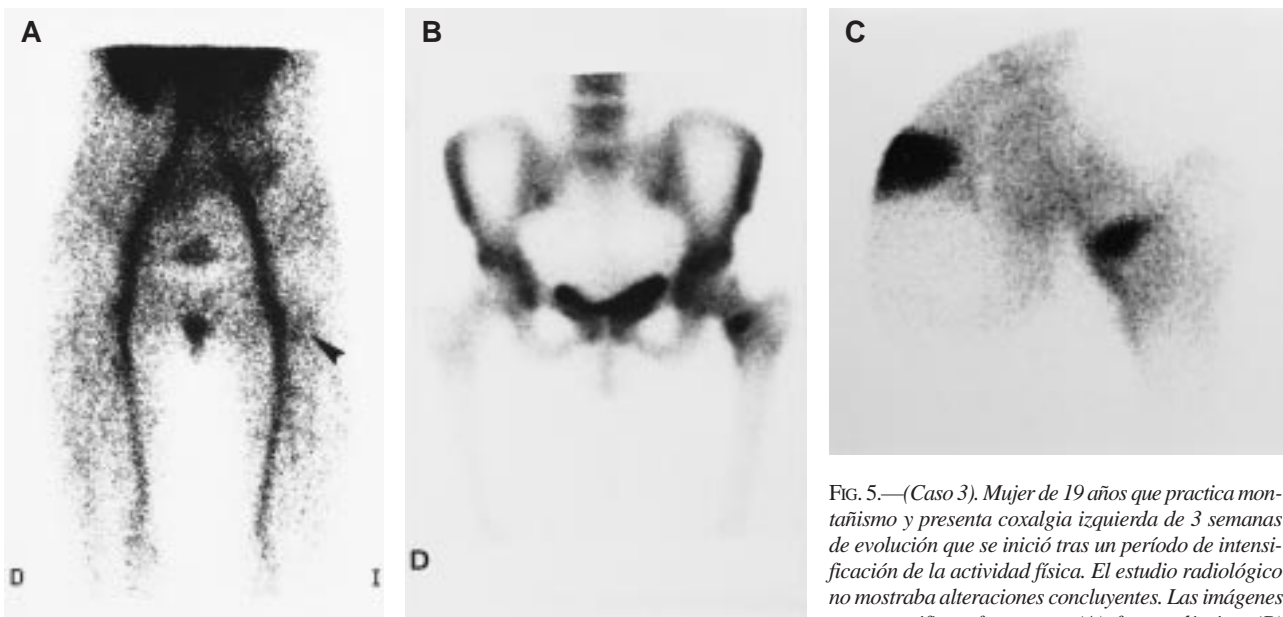 A
B
C
D
I
D
FIG. 5.—(Caso 3). Mujer de 19 años que practica mon-
tañismo y presenta coxalgia izquierda de 3 semanas
de evolución que se inició tras un período de intensi-
ficación de la actividad física. El estudio radiológico
no mostraba alteraciones concluyentes. Las imágenes